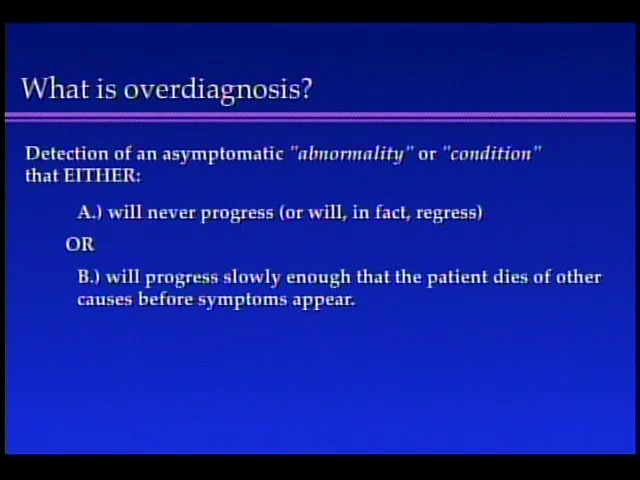 What is overdiagnosis?
Detection of an asymptomatic "abnormality" or "condition"
that EITHER:
A.) will never progress (or will, in fact, regress)
OR
B.) will progress slowly enough that the patient dies of other
causes before symptoms appear.